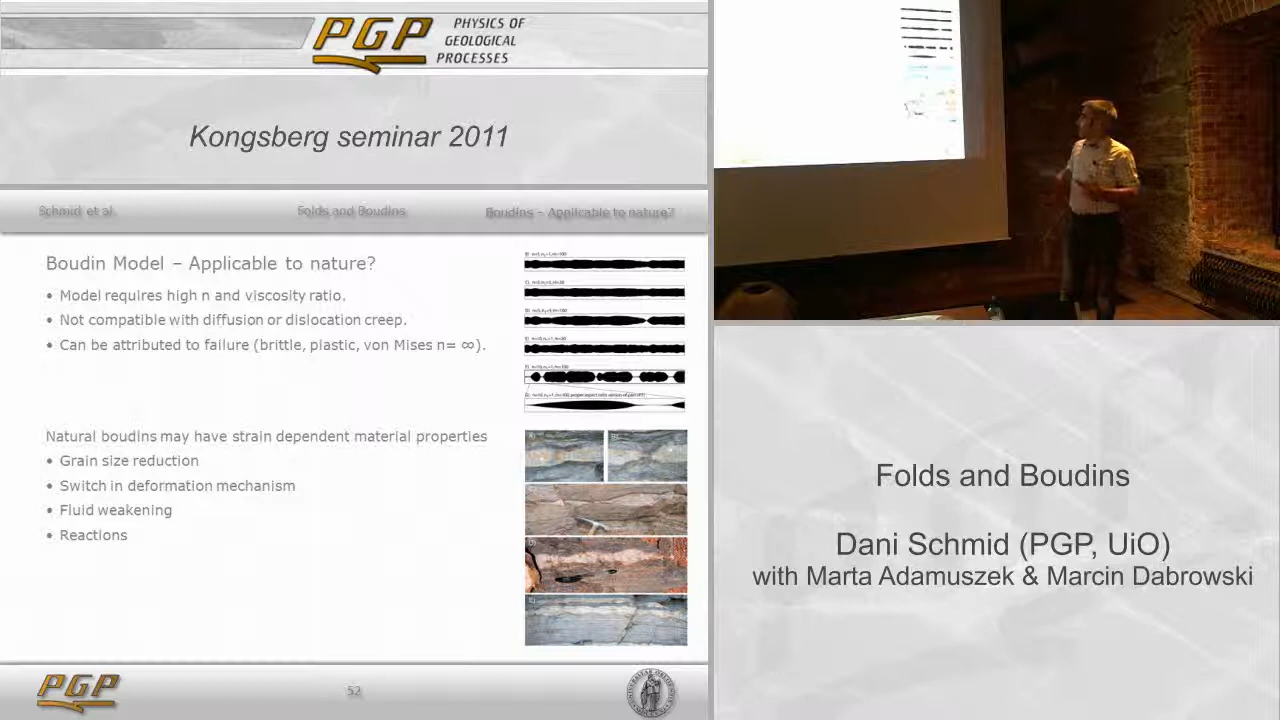 PGP
PHYSICS OF
GEOLOGICAL
PROCESSES
Kongsberg seminar 2011
Schmid et al.
Folds and Boudins
Boudins – Applicable to nature?
Boudin Model – Applicable to nature?
• Model requires high n and viscosity ratio.
• Not compatible with diffusion or dislocation creep.
• Can be attributed to failure (brittle, plastic, von Mises n= ∞).
Natural boudins may have strain dependent material properties
• Grain size reduction
• Switch in deformation mechanism
• Fluid weakening
• Reactions
PGP
52
Folds and Boudins
Dani Schmid (PGP, UiO)
with Marta Adamuszek & Marcin Dabrowski